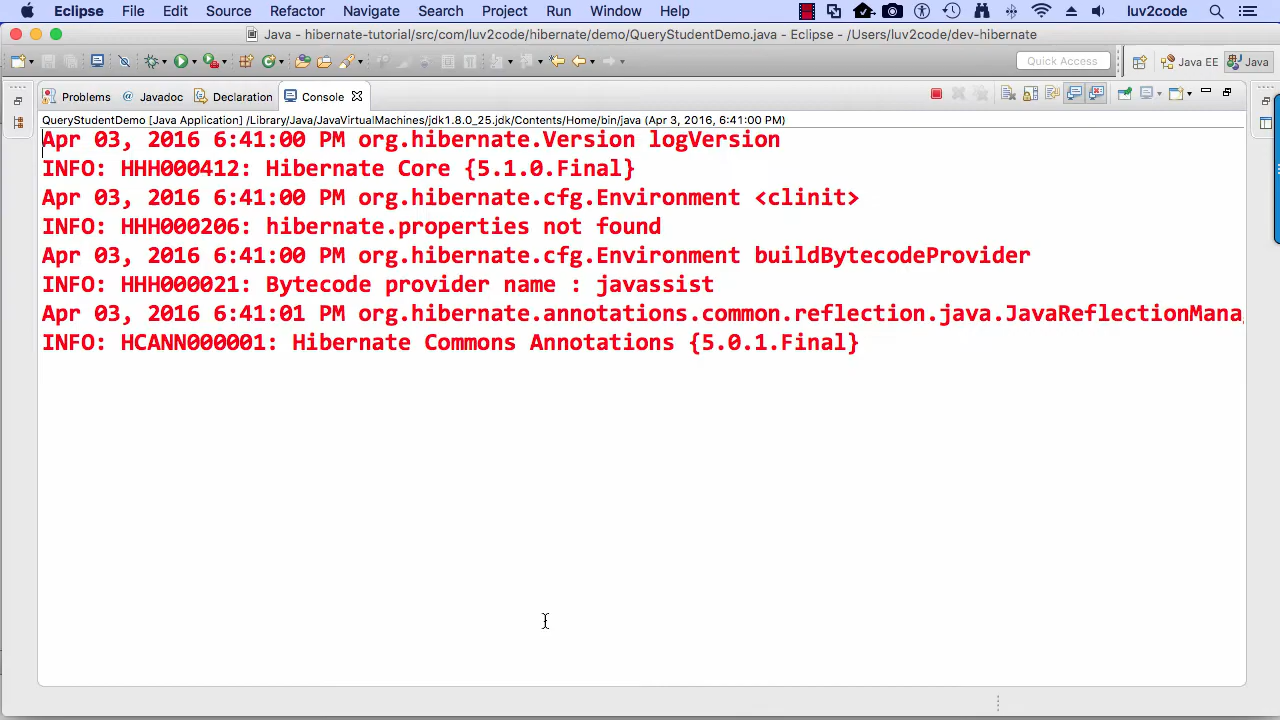 Eclipse File Edit Source Refactor Navigate Search Project Run Window Help luv2code
Java - hibernate-tutorial/src/com/luv2code/hibernate/demo/QueryStudentDemo.java - Eclipse - /Users/luv2code/dev-hibernate
Quick Access Java EE Java
Problems @ Javadoc Declaration Console
QueryStudentDemo [Java Application] /Library/Java/JavaVirtualMachines/jdk1.8.0_25.jdk/Contents/Home/bin/java (Apr 3, 2016, 6:41:00 PM)
Apr 03, 2016 6:41:00 PM org.hibernate.Version logVersion
INFO: HHH000412: Hibernate Core {5.1.0.Final}
Apr 03, 2016 6:41:00 PM org.hibernate.cfg.Environment <clinit>
INFO: HHH000206: hibernate.properties not found
Apr 03, 2016 6:41:00 PM org.hibernate.cfg.Environment buildBytecodeProvider
INFO: HHH000021: Bytecode provider name : javassist
Apr 03, 2016 6:41:01 PM org.hibernate.annotations.common.reflection.java.JavaReflectionMana
INFO: HCANN000001: Hibernate Commons Annotations {5.0.1.Final}